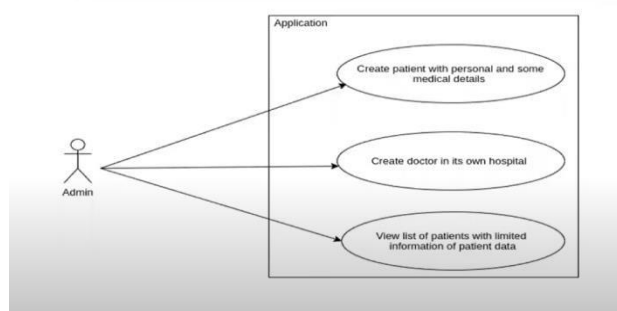 Application
Create patient with personal and some
medical details
Create doctor in its own hospital
Admin
View list of patients with limited
information of patient data